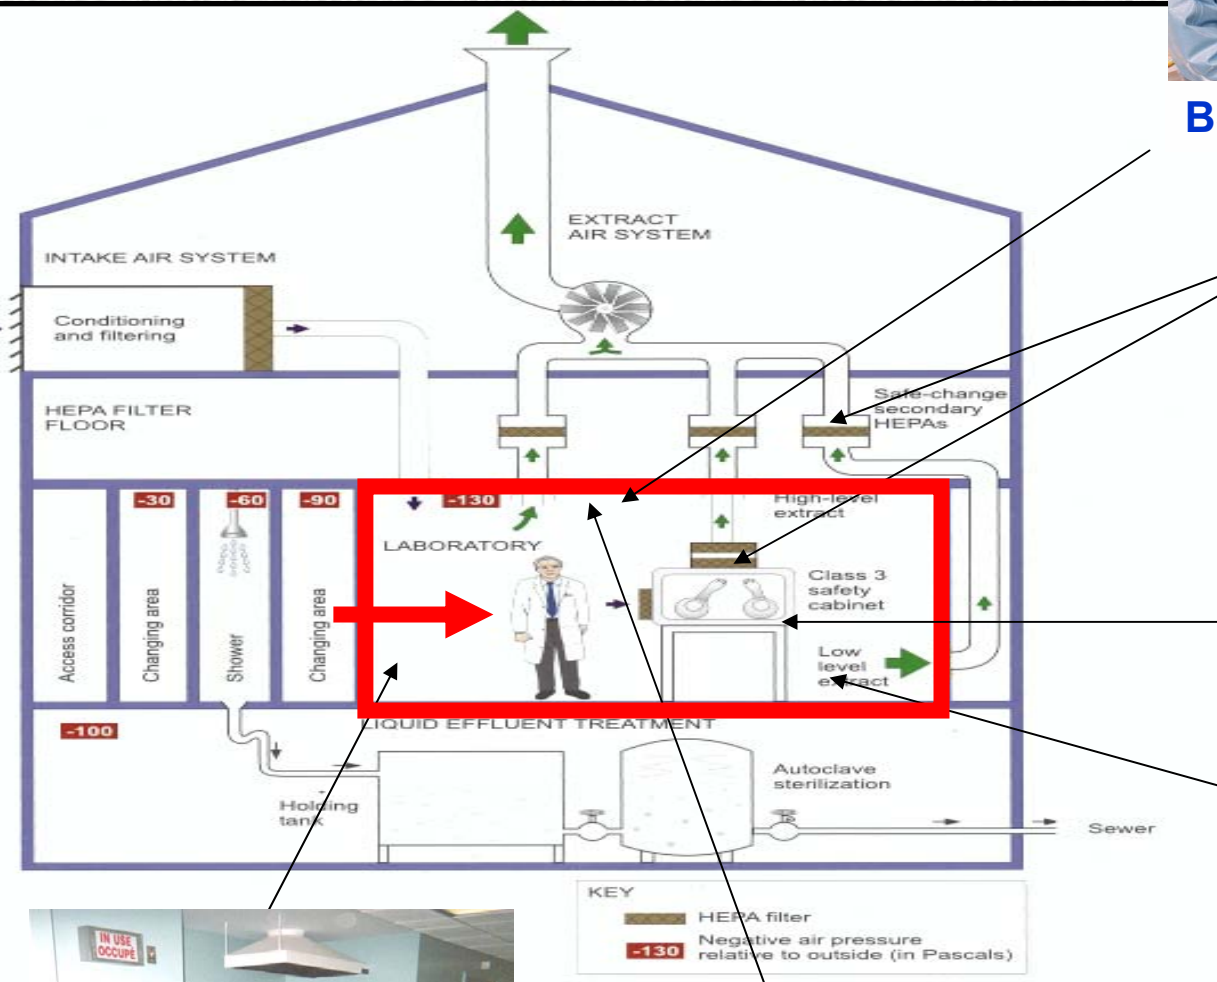 B
EXTRACT
AIR SYSTEM
INTAKE AIR SYSTEM
Conditioning
and filtering
HEPA FILTER
FLOOR
Safe-change
secondary
HEPAs
-30
-60
-90
-130
High-level
extract
LABORATORY
Class 3
safety
cabinet
Access corridor
Changing area
Shower
Changing area
Low
level
extract
-100
LIQUID EFFLUENT TREATMENT
Autoclave
sterilization
Holding
tank
Sewer
KEY
HEPA filter
-130
Negative air pressure
relative to outside (in Pascals)
IN USE
OCCUPÉ